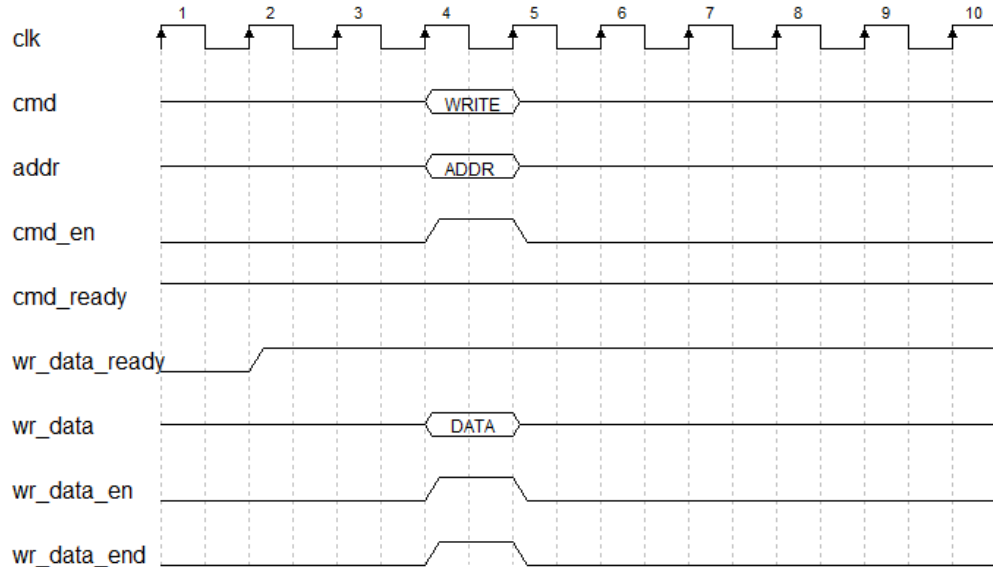 1 2 3 4 5 6 7 8 9 10
clk
cmd WRITE
addr ADDR
cmd_en
cmd_ready
wr_data_ready
wr_data DATA
wr_data_en
wr_data_end